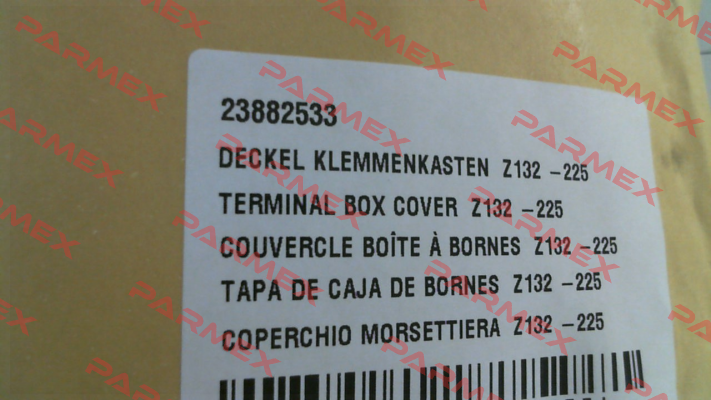 23882533
DECKEL KLEMMENKASTEN Z132 -225
TERMINAL BOX COVER Z132 -225
COUVERCLE BOÎTE À BORNES Z132 -225
TAPA DE CAJA DE BORNES Z132 -225
COPERCHIO MORSETTIERA Z132 -225
PARMEX